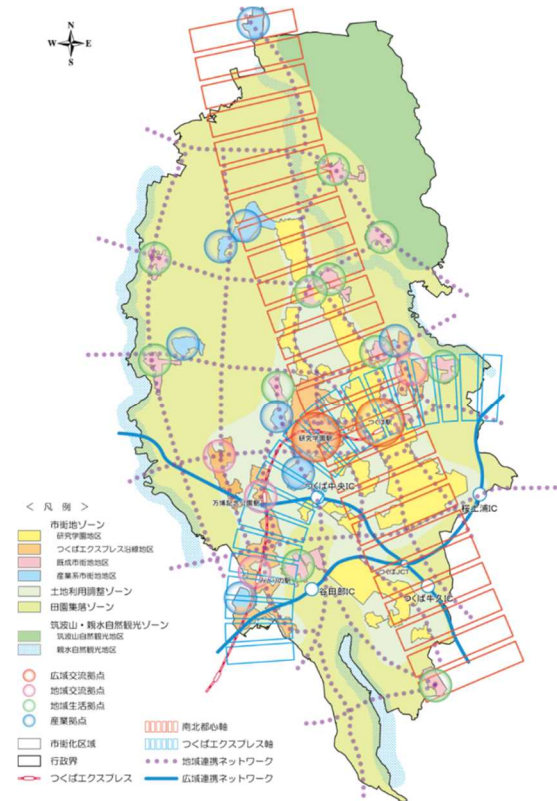 N
W E
S
研究学園駅
つくば駅
つくば中央IC
万博記念公園駅
桜土浦IC
つくばJCT
みどりの駅
谷田部IC
つくば牛久IC
< 凡 例 >
市街地ゾーン
研究学園地区
つくばエクスプレス沿線地区
既成市街地地区
産業系市街地地区
土地利用調整ゾーン
田園集落ゾーン
筑波山・親水自然観光ゾーン
筑波山自然観光地区
親水自然観光地区
広域交流拠点
地域交流拠点
地域生活拠点
産業拠点
市街化区域
行政界
つくばエクスプレス
南北都心軸
つくばエクスプレス軸
地域連携ネットワーク
広域連携ネットワーク